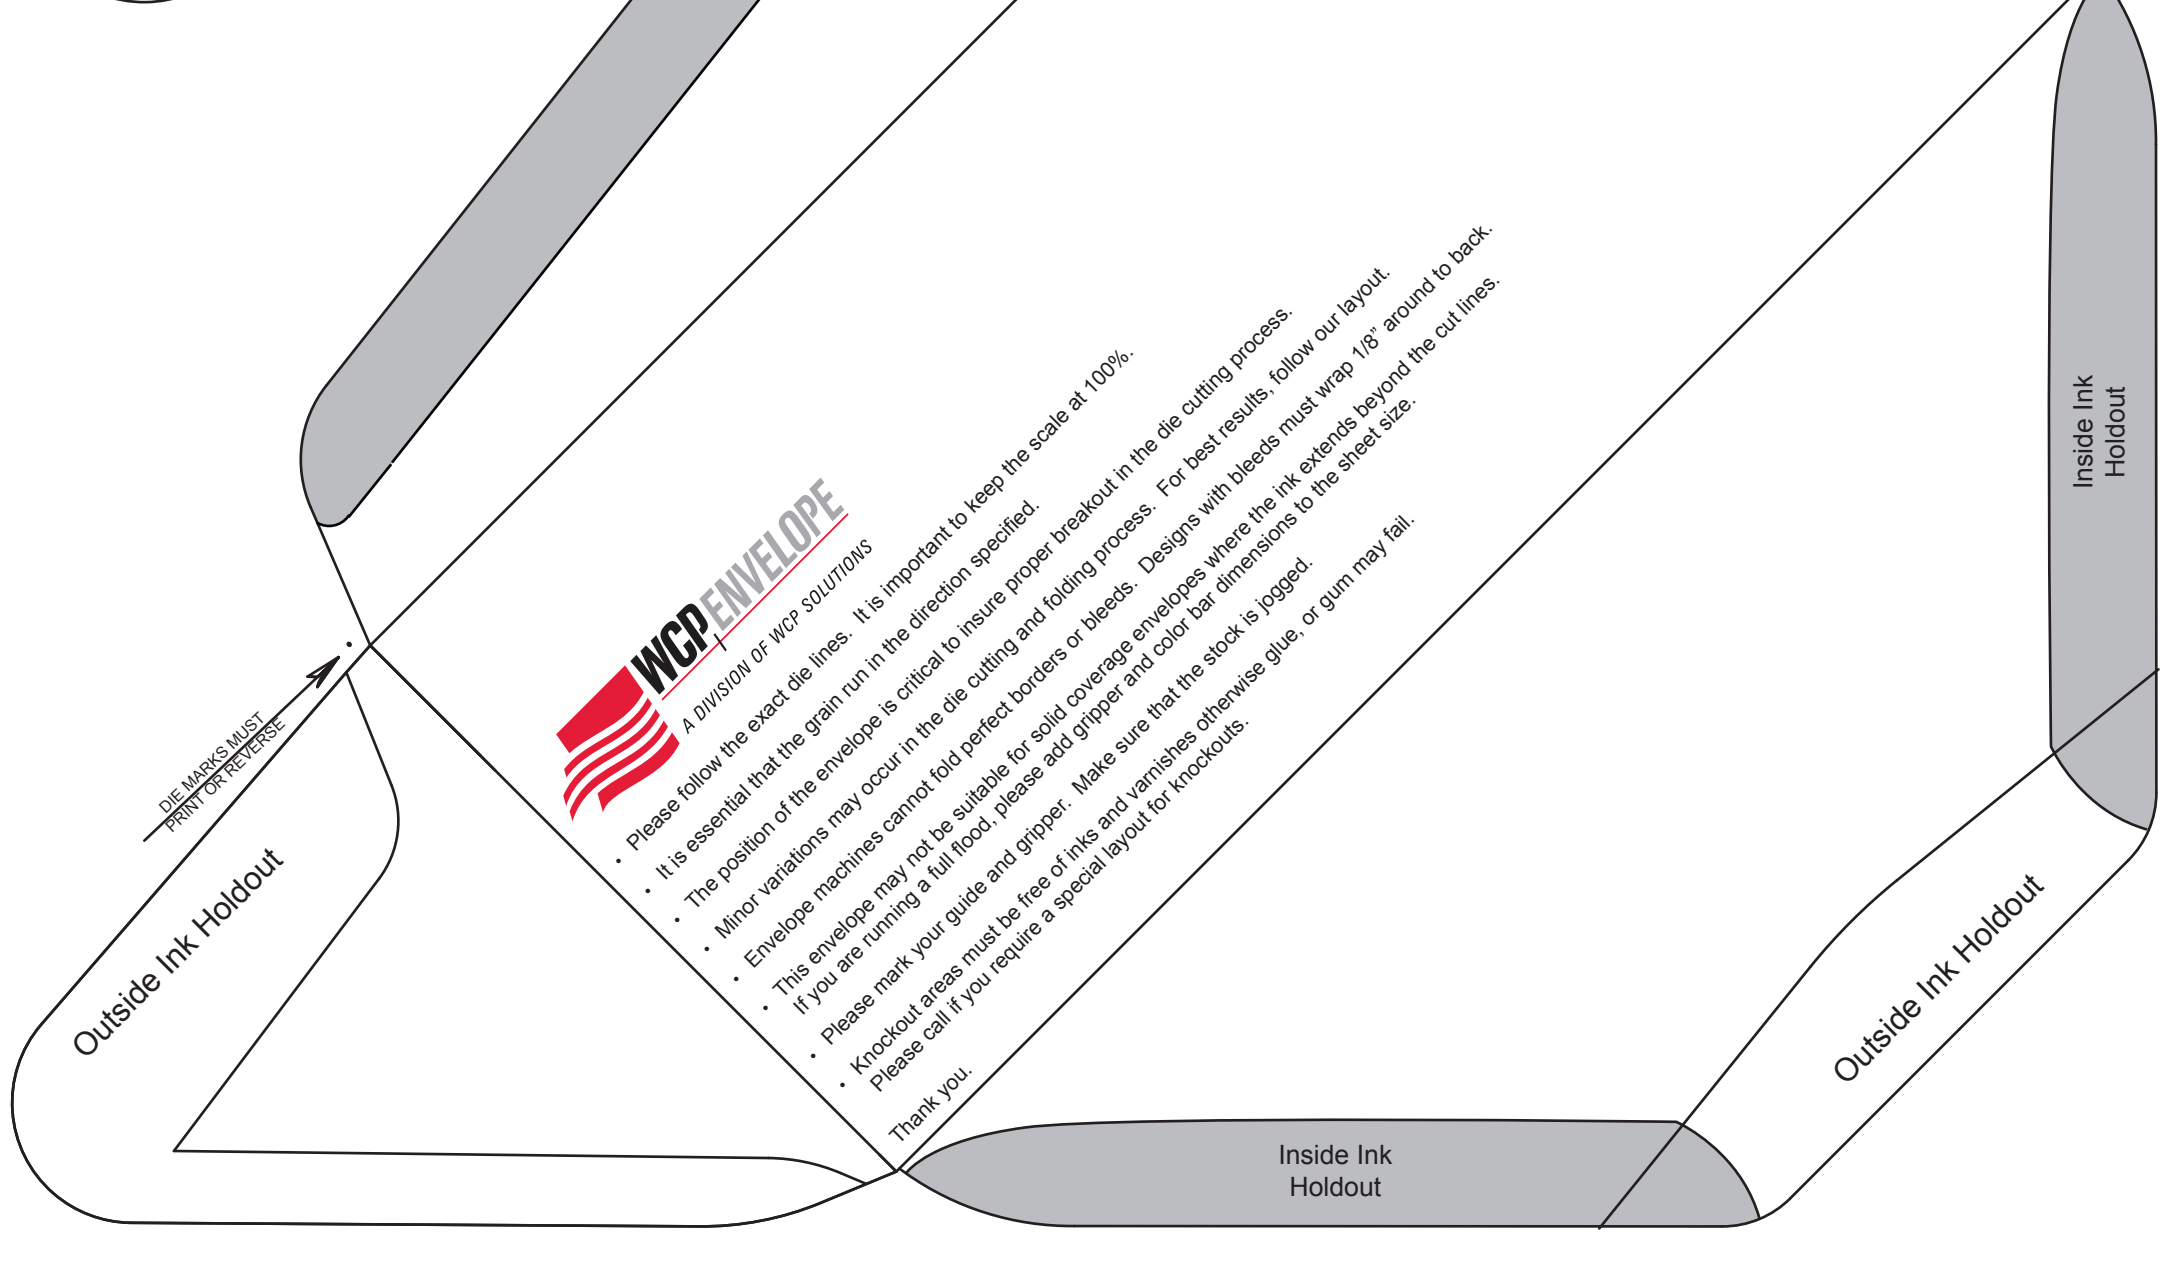 WCP ENVELOPE
A DIVISION OF WCP SOLUTIONS
• Please follow the exact die lines.  It is important to keep the scale at 100%.
• It is essential that the grain run in the direction specified.
• The position of the envelope is critical to insure proper breakout in the die cutting process.
• Minor variations may occur in the die cutting and folding process.  For best results, follow our layout.
• Envelope machines cannot fold perfect borders or bleeds.  Designs with bleeds must wrap 1/8” around to back.
• This envelope may not be suitable for solid coverage envelopes where the ink extends beyond the cut lines.
If you are running a full flood, please add gripper and color bar dimensions to the sheet size.
• Please mark your guide and gripper.  Make sure that the stock is jogged.
• Knockout areas must be free of inks and varnishes otherwise glue, or gum may fail.
Please call if you require a special layout for knockouts.
Thank you.
DIE MARKS MUST
PRINT OR REVERSE
Outside Ink Holdout
Inside Ink
Holdout
Outside Ink Holdout
Inside Ink
Holdout